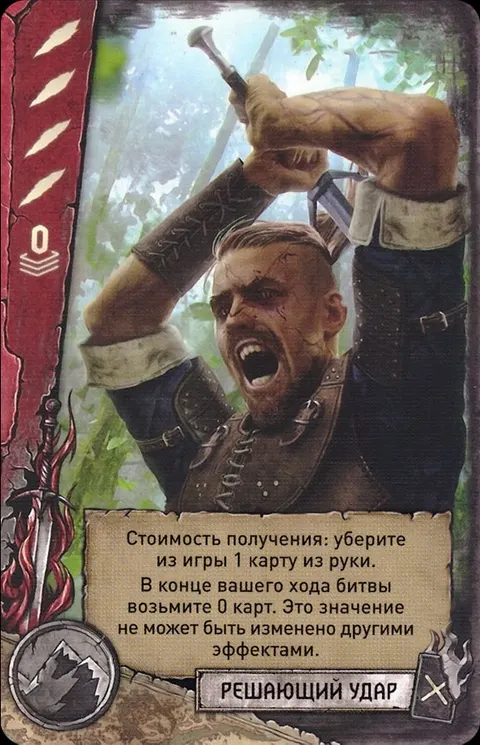 0
Стоимость получения: уберите
из игры 1 карту из руки.
В конце вашего хода битвы
возьмите 0 карт. Это значение
не может быть изменено другими
эффектами.
РЕШАЮЩИЙ УДАР